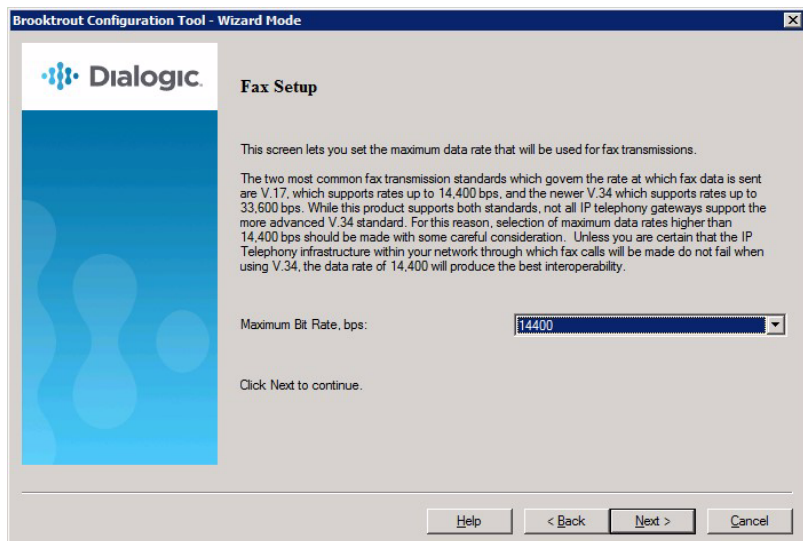 Brooktrout Configuration Tool - Wizard Mode
Dialogic.
Fax Setup
This screen lets you set the maximum data rate that will be used for fax transmissions.
The two most common fax transmission standards which govern the rate at which fax data is sent
are V.17, which supports rates up to 14,400 bps, and the newer V.34 which supports rates up to
33,600 bps. While this product supports both standards, not all IP telephony gateways support the
more advanced V.34 standard. For this reason, selection of maximum data rates higher than
14,400 bps should be made with some careful consideration. Unless you are certain that the IP
Telephony infrastructure within your network through which fax calls will be made do not fail when
using V.34, the data rate of 14,400 will produce the best interoperability.
Maximum Bit Rate, bps:
14400
Click Next to continue.
Help
< Back
Next >
Cancel